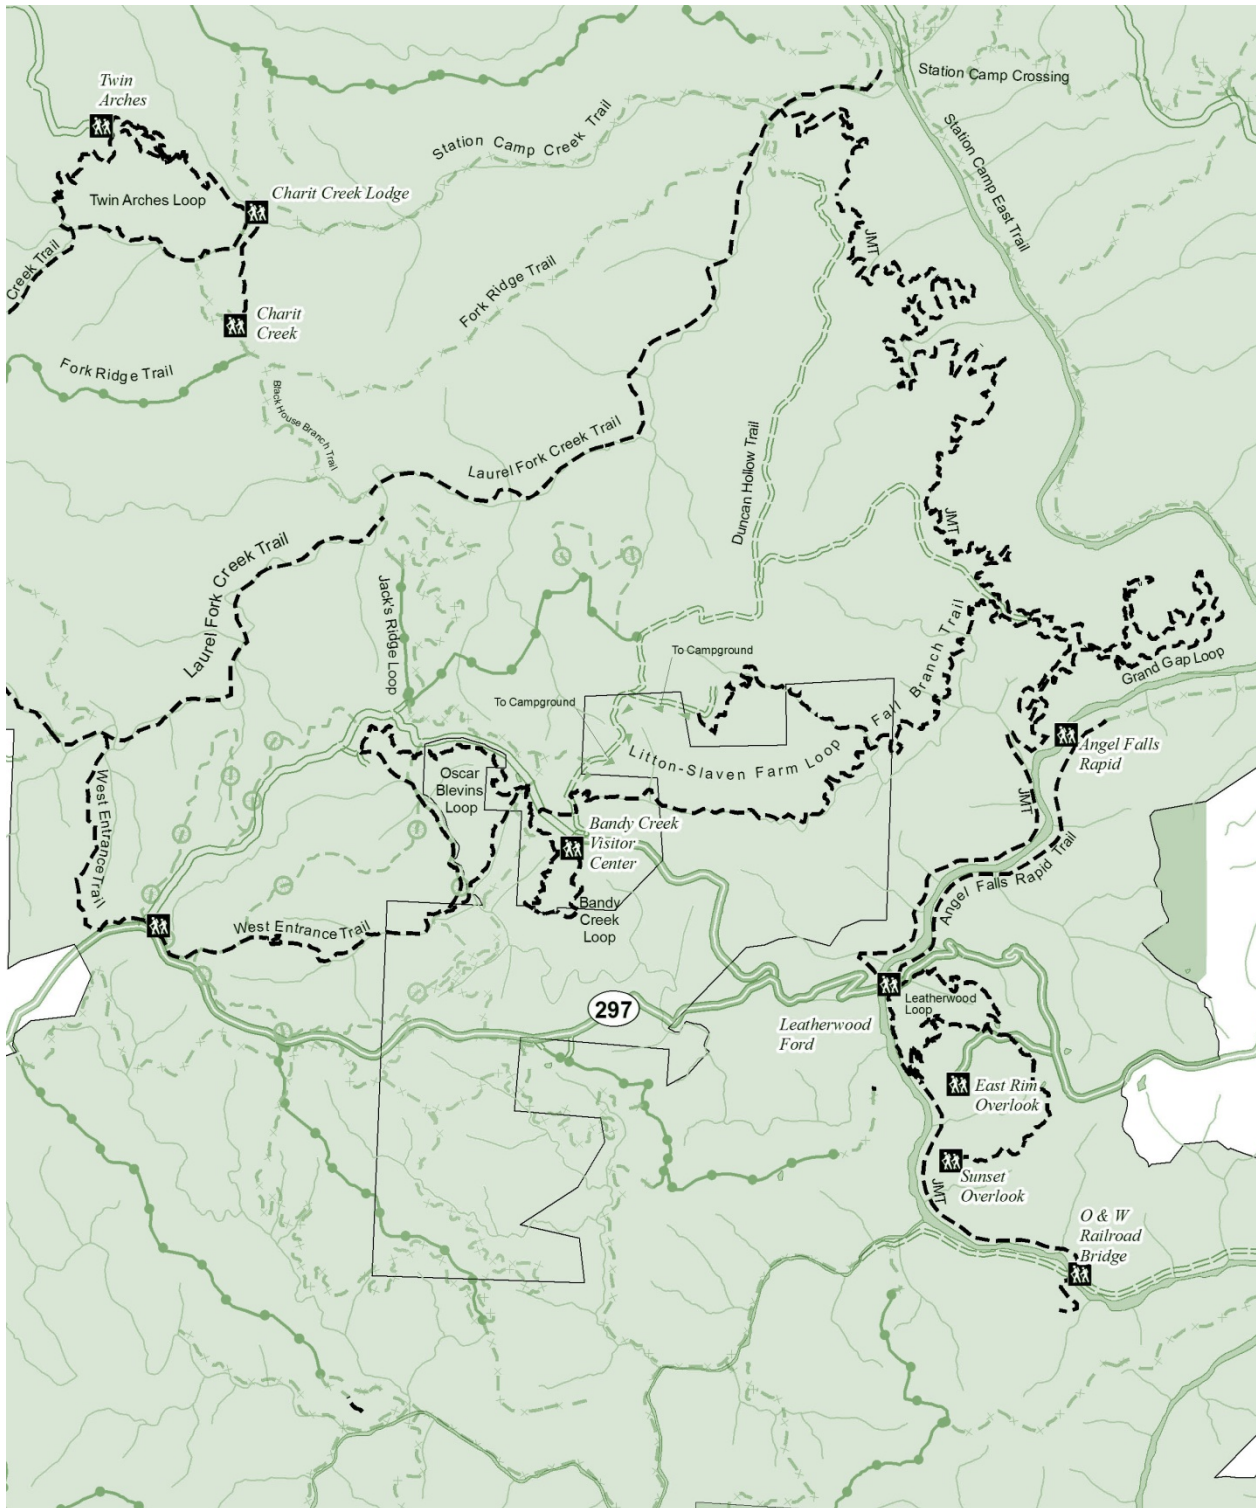 Station Camp Crossing
Twin
Arches
Station Camp Creek Trail
Charit Creek Lodge
Twin Arches Loop
Station Camp East Trail
JMT
Creek Trail
Fork Ridge Trail
Charit
Creek
Fork Ridge Trail
Black House Branch Trail
Laurel Fork Creek Trail
Duncan Hollow Trail
JMT
Laurel Fork Creek Trail
Jack's Ridge Loop
To Campground
Fall Branch Trail
Grand Gap Loop
To Campground
Litton-Slaven Farm Loop
Angel Falls
Rapid
West Entrance Trail
Oscar
Blevins
Loop
JMT
Bandy Creek
Visitor
Center
Angel Falls Rapid Trail
West Entrance Trail
Bandy
Creek
Loop
297
Leatherwood
Loop
Leatherwood
Ford
East Rim
Overlook
Sunset
Overlook
JMT
O & W
Railroad
Bridge